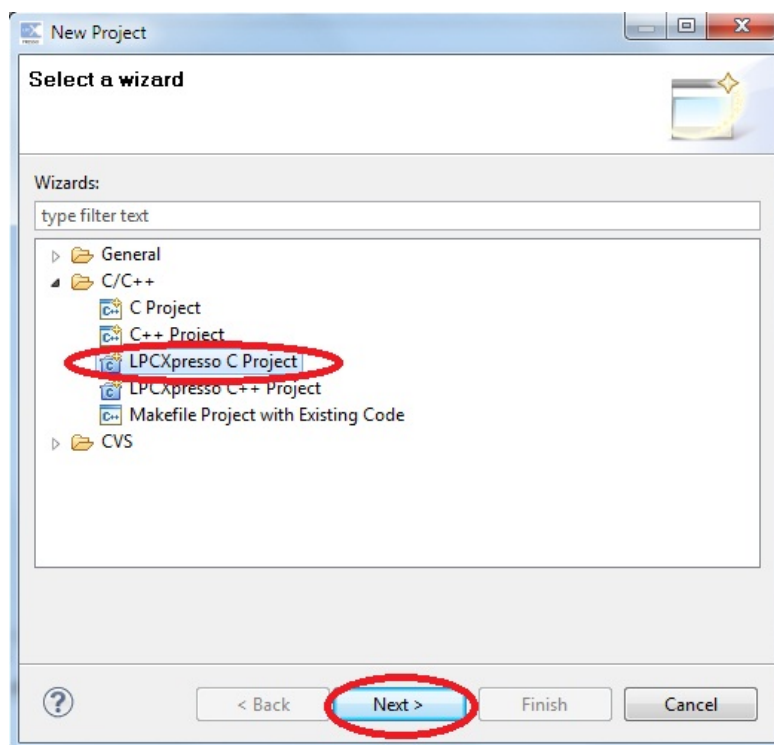 New Project
Select a wizard
Wizards:
type filter text
General
C/C++
C Project
C++ Project
LPCXpresso C Project
LPCXpresso C++ Project
Makefile Project with Existing Code
CVS
< Back Next > Finish Cancel